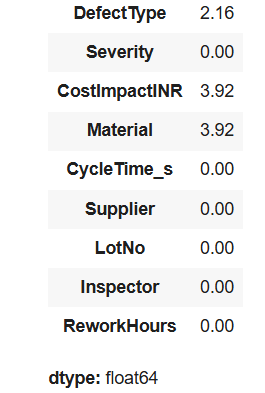 DefectType 2.16
Severity 0.00
CostImpactINR 3.92
Material 3.92
CycleTime_s 0.00
Supplier 0.00
LotNo 0.00
Inspector 0.00
ReworkHours 0.00
dtype: float64